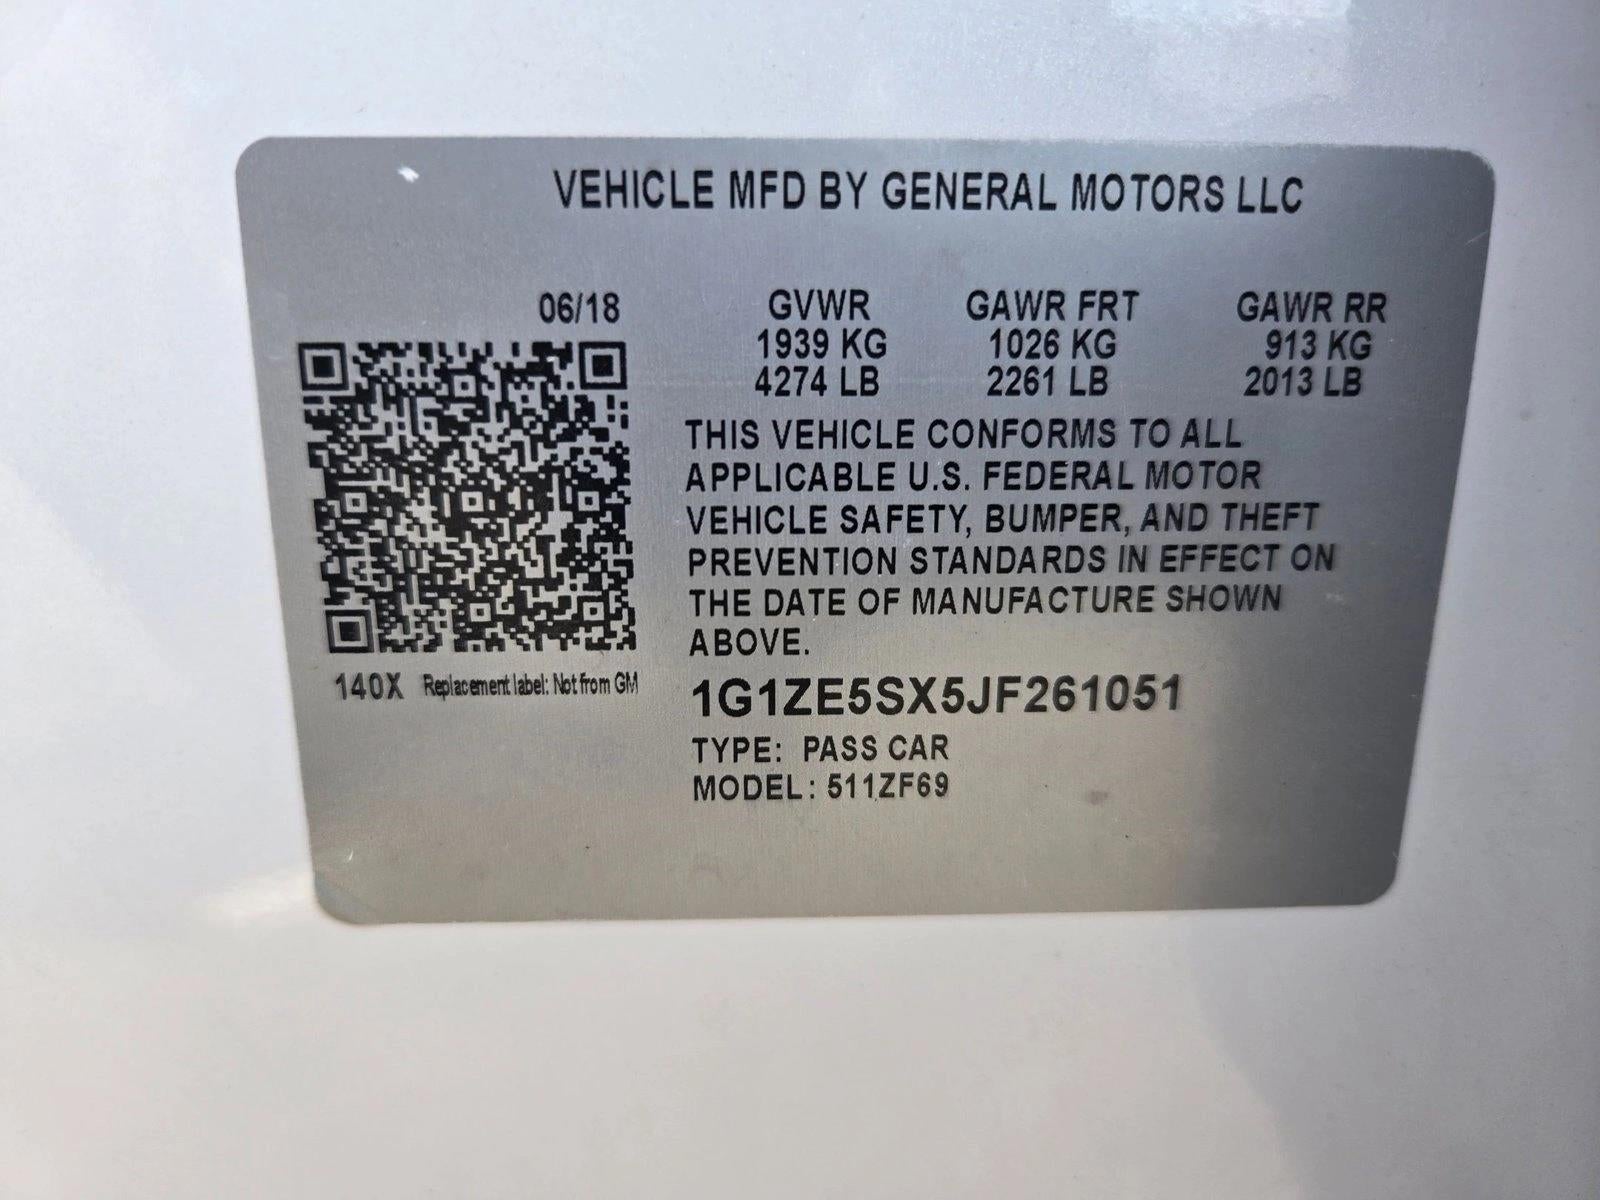 VEHICLE MFD BY GENERAL MOTORS LLC
06/18
GVWR GAWR FRT GAWR RR
1939 KG 1026 KG 913 KG
4274 LB 2261 LB 2013 LB
THIS VEHICLE CONFORMS TO ALL
APPLICABLE U.S. FEDERAL MOTOR
VEHICLE SAFETY, BUMPER, AND THEFT
PREVENTION STANDARDS IN EFFECT ON
THE DATE OF MANUFACTURE SHOWN
ABOVE.
140X Replacement label: Not from GM
1G1ZE5SX5JF261051
TYPE: PASS CAR
MODEL: 511ZF69